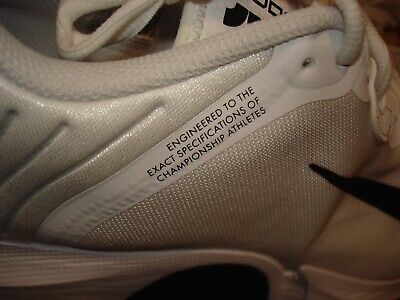 ENGINEERED TO THE
EXACT SPECIFICATIONS OF
CHAMPIONSHIP ATHLETES